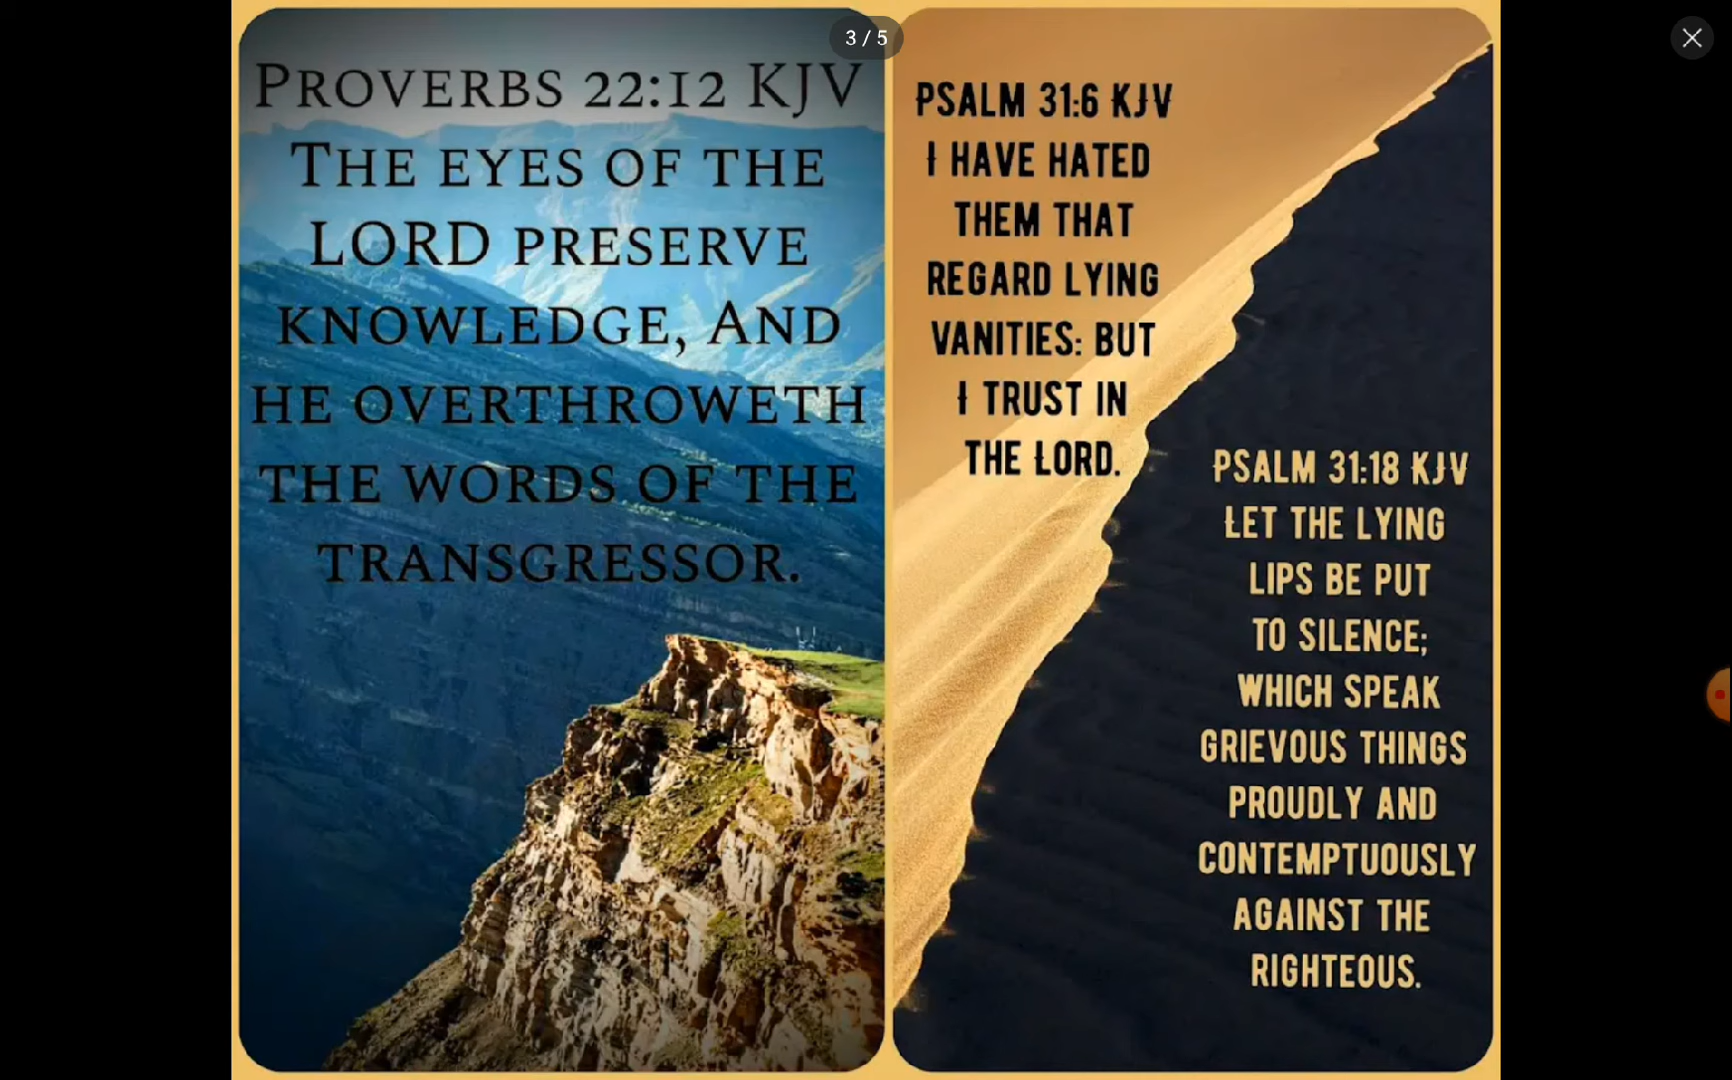 3 / 5
PROVERBS 22:12 KJV
THE EYES OF THE
LORD PRESERVE
KNOWLEDGE, AND
HE OVERTHROWETH
THE WORDS OF THE
TRANSGRESSOR.
PSALM 31:6 KJV
I HAVE HATED
THEM THAT
REGARD LYING
VANITIES: BUT
I TRUST IN
THE LORD.
PSALM 31:18 KJV
LET THE LYING
LIPS BE PUT
TO SILENCE;
WHICH SPEAK
GRIEVOUS THINGS
PROUDLY AND
CONTEMPTUOUSLY
AGAINST THE
RIGHTEOUS.